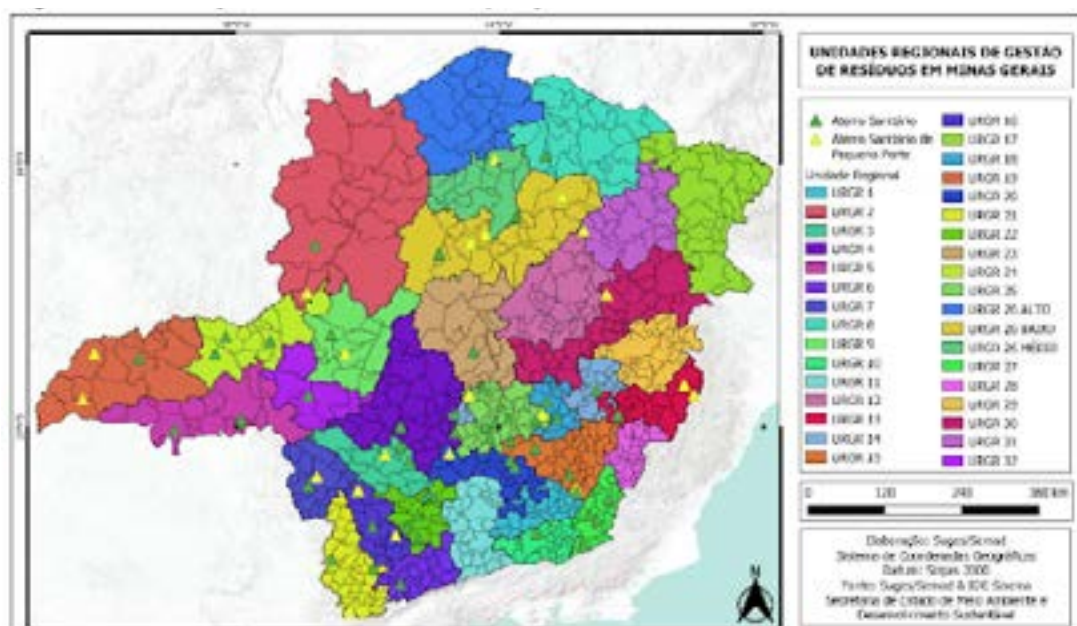 UNIDADES REGIONAIS DE GESTÃO
DE RESÍDUOS EM MINAS GERAIS
Aterro Sanitário
Aterro Sanitário de
Pequeno Porte
Unidade Regional
URGR 1
URGR 2
URGR 3
URGR 4
URGR 5
URGR 6
URGR 7
URGR 8
URGR 9
URGR 10
URGR 11
URGR 12
URGR 13
URGR 14
URGR 15
URGR 16
URGR 17
URGR 18
URGR 19
URGR 20
URGR 21
URGR 22
URGR 23
URGR 24
URGR 25
URGR 26 ALTO
URGR 26 BAIXO
URGR 26 MÉDIO
URGR 27
URGR 28
URGR 29
URGR 30
URGR 31
URGR 32
0 120 240 360 km
N
Elaboração: Suges/Semad
Sistema de Coordenadas Geográficas
Datum: Sirgas 2000
Fonte: Suges/Semad & IDE Sisema
Secretaria de Estado de Meio Ambiente e
Desenvolvimento Sustentável